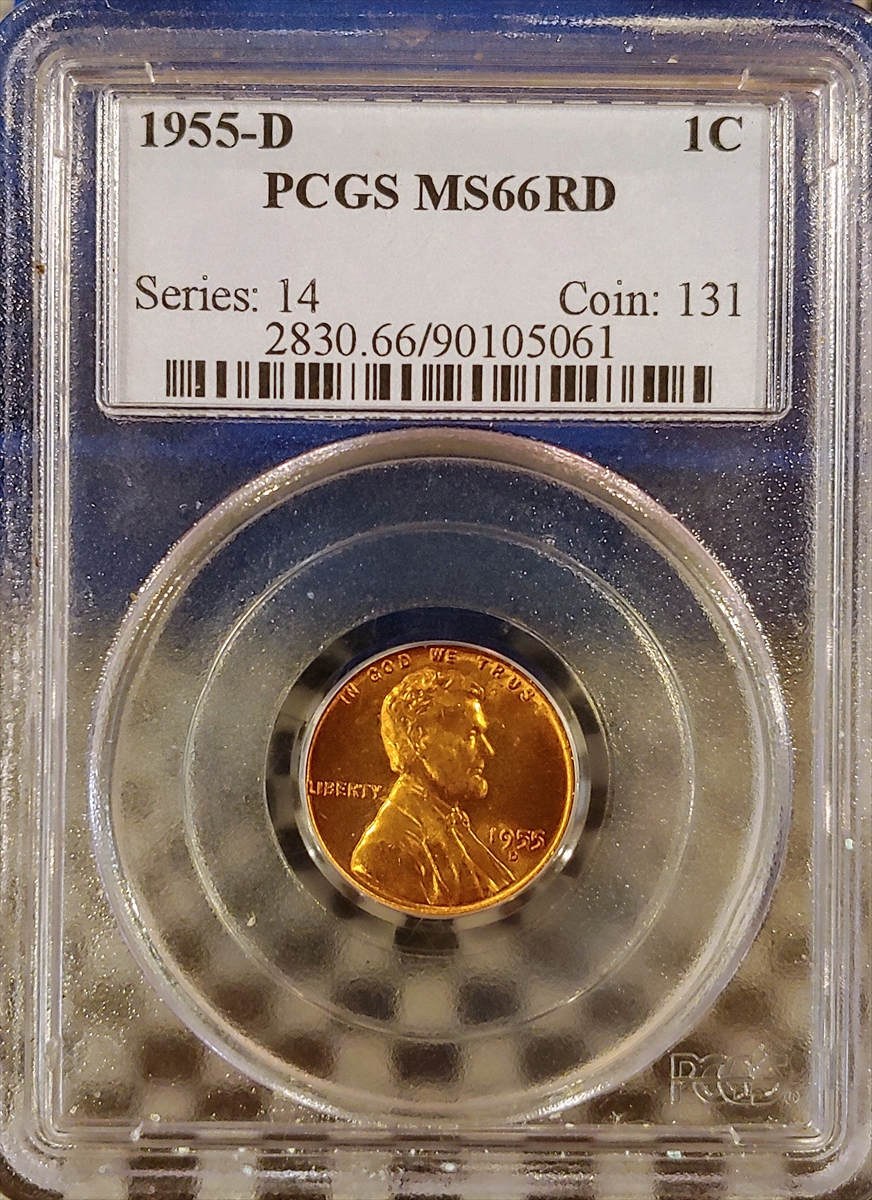 1955-D 1C
PCGS MS66RD
Series: 14 Coin: 131
2830.66/90105061
IN GOD WE TRUST
LIBERTY
1955
D
PCGS